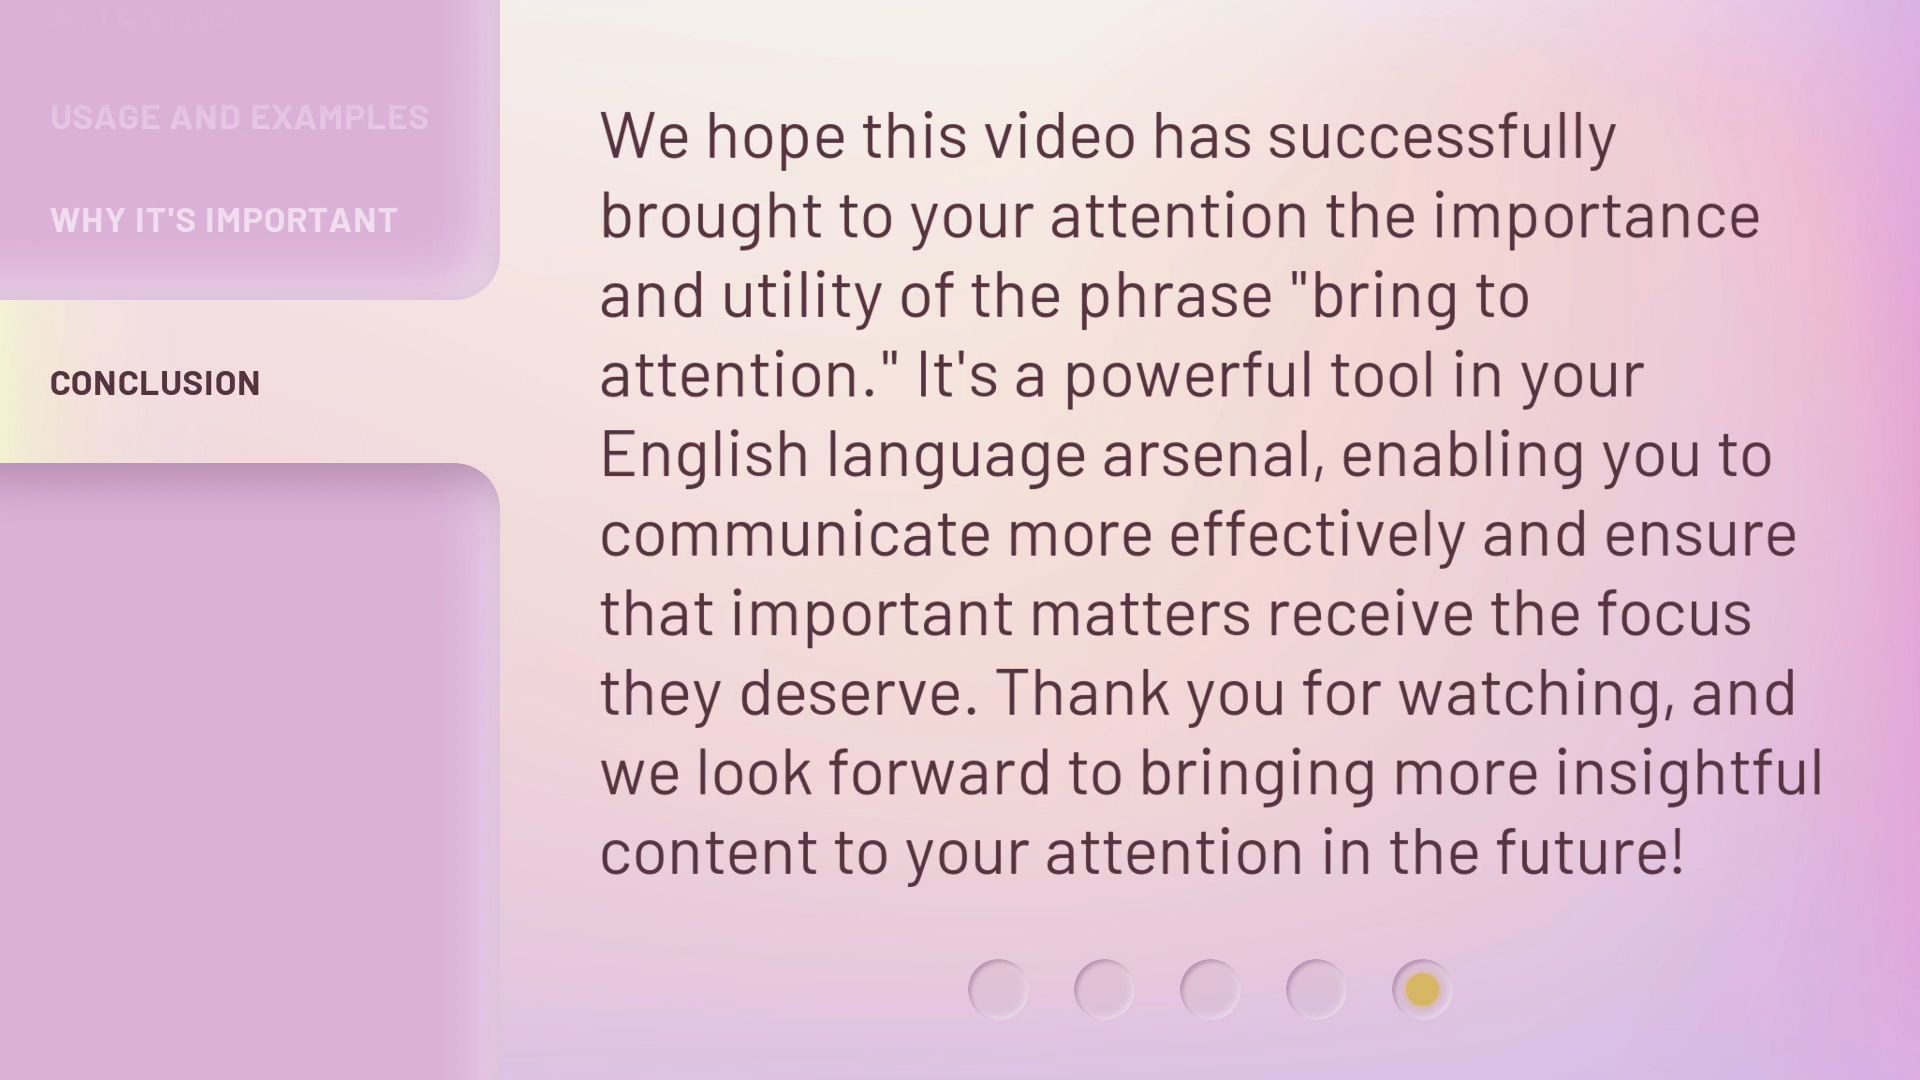 USAGE AND EXAMPLES
WHY IT'S IMPORTANT
CONCLUSION
We hope this video has successfully
brought to your attention the importance
and utility of the phrase "bring to
attention." It's a powerful tool in your
English language arsenal, enabling you to
communicate more effectively and ensure
that important matters receive the focus
they deserve. Thank you for watching, and
we look forward to bringing more insightful
content to your attention in the future!